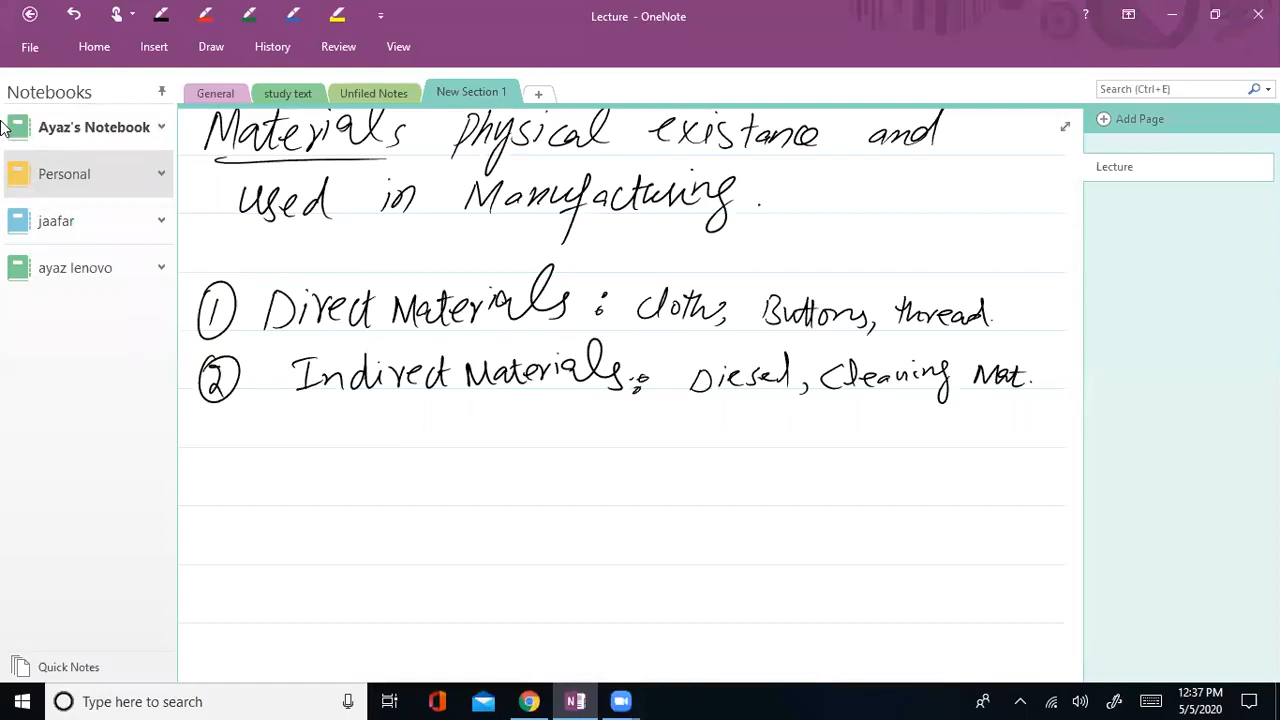 Lecture - OneNote
?
File Home Insert Draw History Review View
Notebooks
General study text Unfiled Notes New Section 1 +
Search (Ctrl+E)
Ayaz's Notebook
Personal
jaafar
ayaz lenovo
Quick Notes
Add Page
Lecture
Materials Physical existance and
used in Manufacturing.
① Direct Materials : Cloths, Buttons, thread.
② Indirect Materials : Diesel, Cleaning Mat.
Type here to search
12:37 PM
5/5/2020